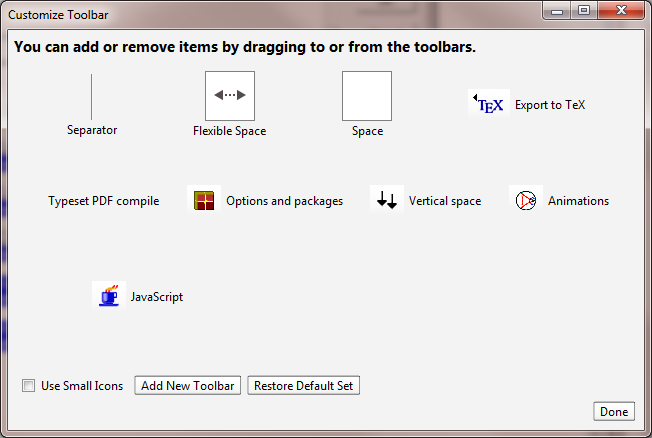 Customize Toolbar
You can add or remove items by dragging to or from the toolbars.
Separator
Flexible Space
Space
TEX Export to TeX
Typeset PDF compile
Options and packages
Vertical space
Animations
JavaScript
Use Small Icons
Add New Toolbar
Restore Default Set
Done